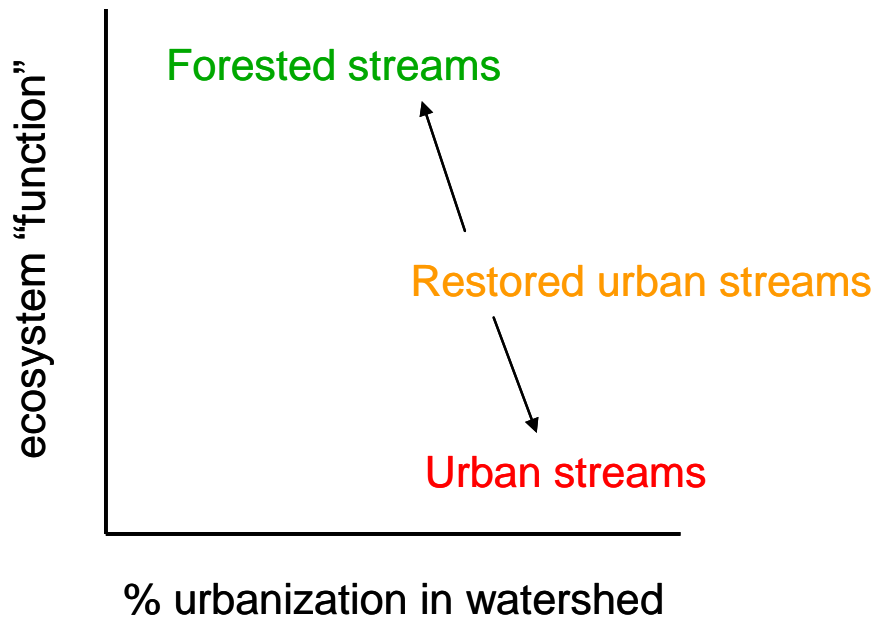 ecosystem “function”
Forested streams
Restored urban streams
Urban streams
% urbanization in watershed